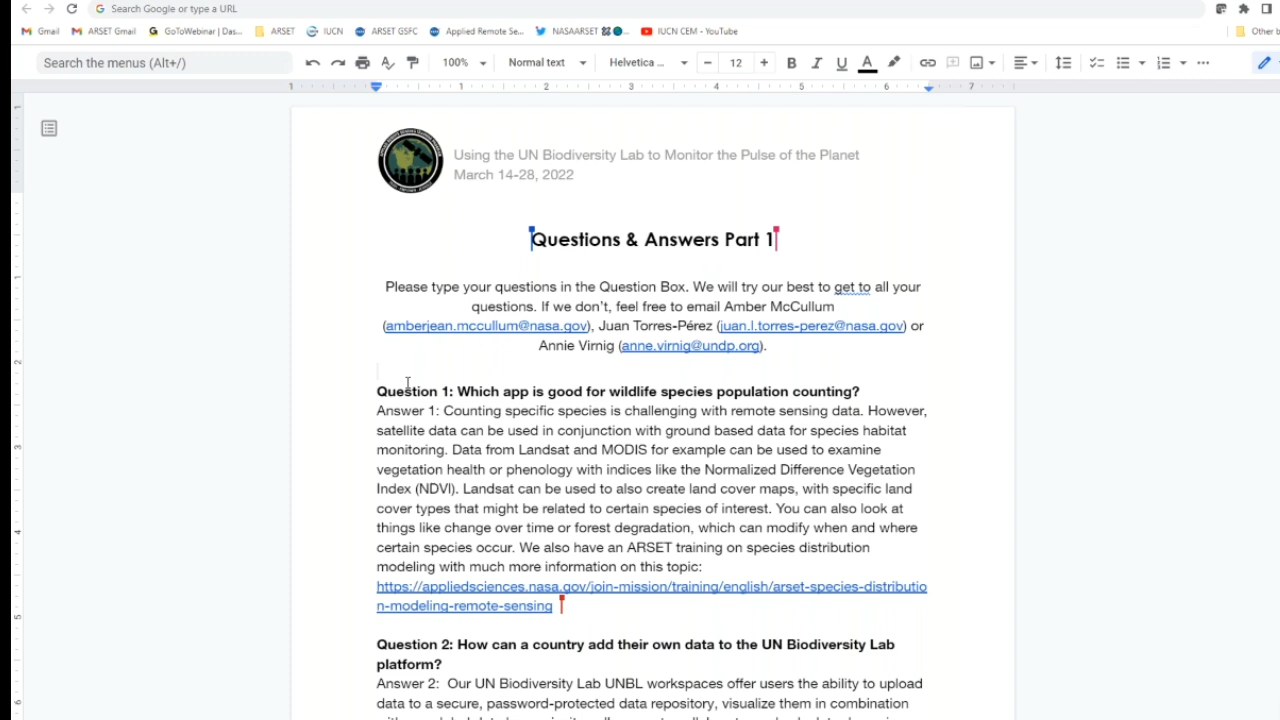 Search Google or type a URL
Gmail
ARSET Gmail
GoToWebinar | Das...
ARSET
IUCN
ARSET GSFC
Applied Remote Se...
NASAARSET
IUCN CEM - YouTube
Other b
Search the menus (Alt+/)
100%
Normal text
Helvetica ...
12
B I U A
1 1 2 3 4 5 6 7
Using the UN Biodiversity Lab to Monitor the Pulse of the Planet
March 14-28, 2022
Questions & Answers Part 1
Please type your questions in the Question Box. We will try our best to get to all your
questions. If we don’t, feel free to email Amber McCullum
(amberjean.mccullum@nasa.gov), Juan Torres-Pérez (juan.l.torres-perez@nasa.gov) or
Annie Virnig (anne.virnig@undp.org).
Question 1: Which app is good for wildlife species population counting?
Answer 1: Counting specific species is challenging with remote sensing data. However,
satellite data can be used in conjunction with ground based data for species habitat
monitoring. Data from Landsat and MODIS for example can be used to examine
vegetation health or phenology with indices like the Normalized Difference Vegetation
Index (NDVI). Landsat can be used to also create land cover maps, with specific land
cover types that might be related to certain species of interest. You can also look at
things like change over time or forest degradation, which can modify when and where
certain species occur. We also have an ARSET training on species distribution
modeling with much more information on this topic:
https://appliedsciences.nasa.gov/join-mission/training/english/arset-species-distributio
n-modeling-remote-sensing
Question 2: How can a country add their own data to the UN Biodiversity Lab
platform?
Answer 2:  Our UN Biodiversity Lab UNBL workspaces offer users the ability to upload
data to a secure, password-protected data repository, visualize them in combination